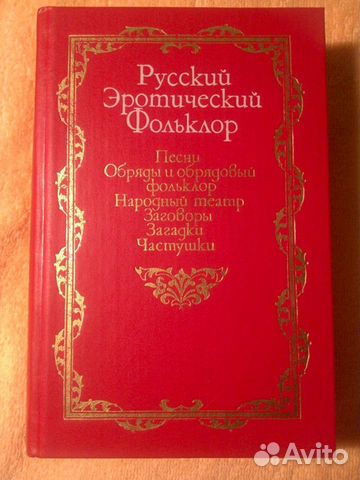 Русский
Эротический
Фольклор
Песни
Обряды и обрядовый
фольклор
Народный театр
Заговоры
Загадки
Частушки
Avito